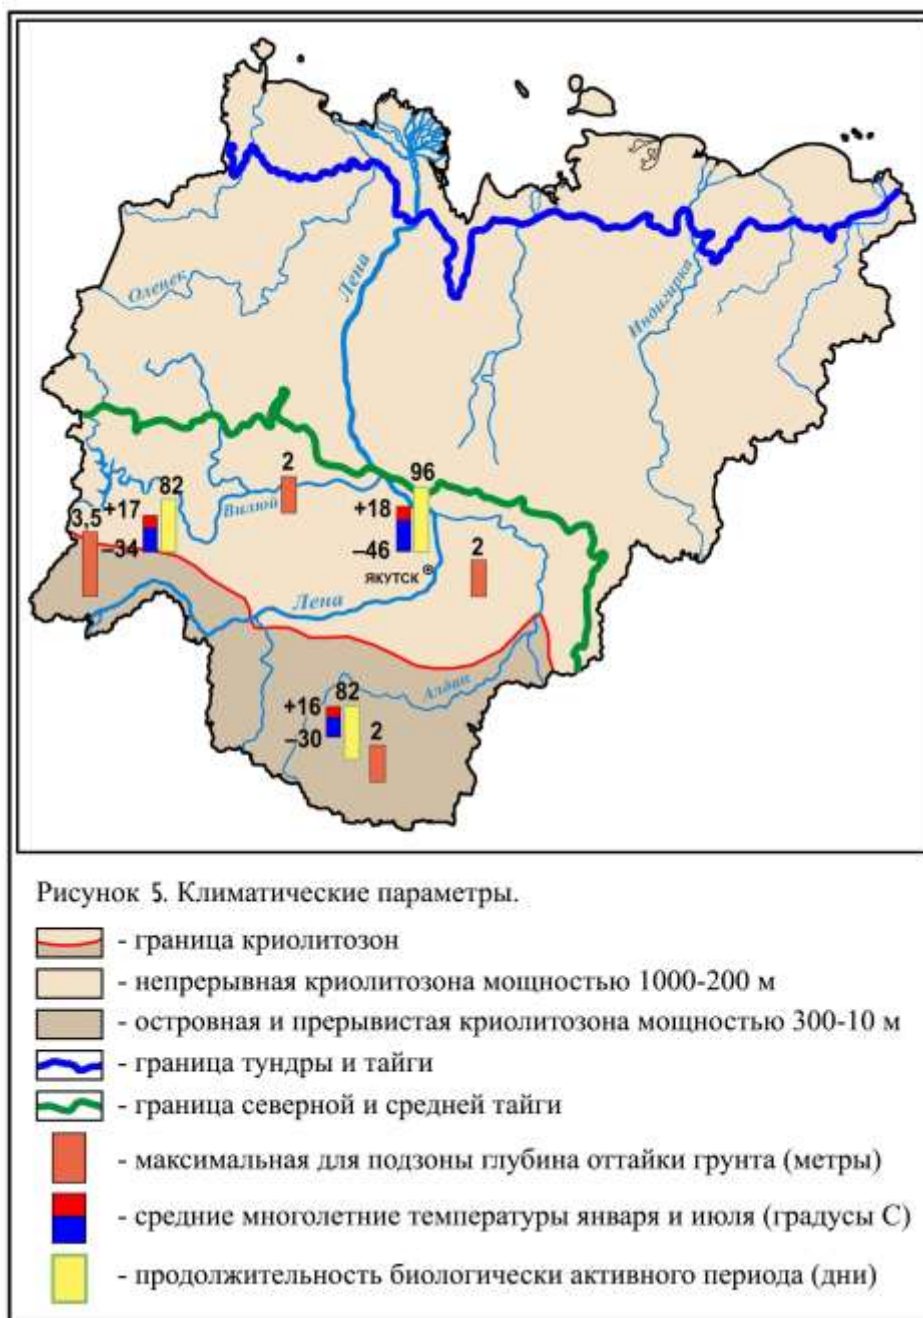 Оленек
Лена
Индигирка
2
96
82
+17
Вилюй
+18
3,5
–34
–46
2
ЯКУТСК
Лена
Алдан
82
+16
–30
2
Рисунок 5. Климатические параметры.
- граница криолитозон
- непрерывная криолитозона мощностью 1000-200 м
- островная и прерывистая криолитозона мощностью 300-10 м
- граница тундры и тайги
- граница северной и средней тайги
- максимальная для подзоны глубина оттайки грунта (метры)
- средние многолетние температуры января и июля (градусы С)
- продолжительность биологически активного периода (дни)